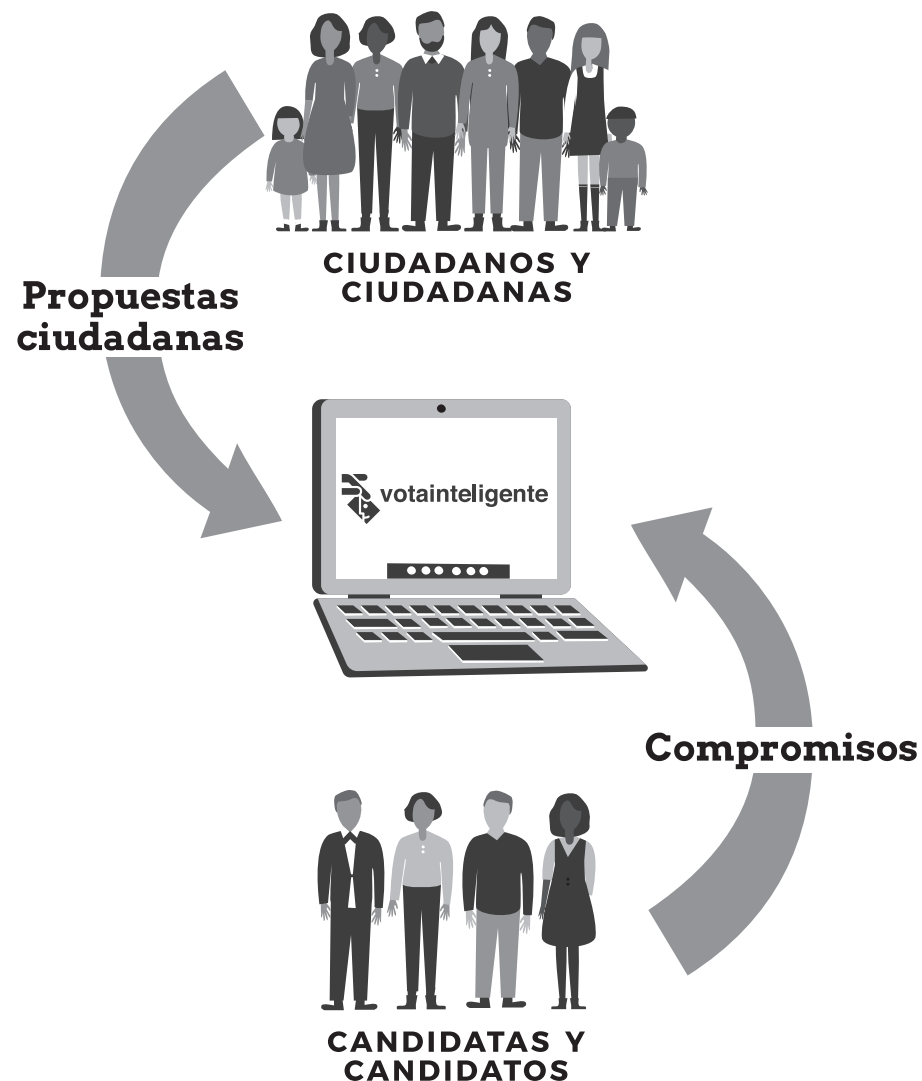 CIUDADANOS Y
CIUDADANAS
Propuestas
ciudadanas
votainteligente
Compromisos
CANDIDATAS Y
CANDIDATOS